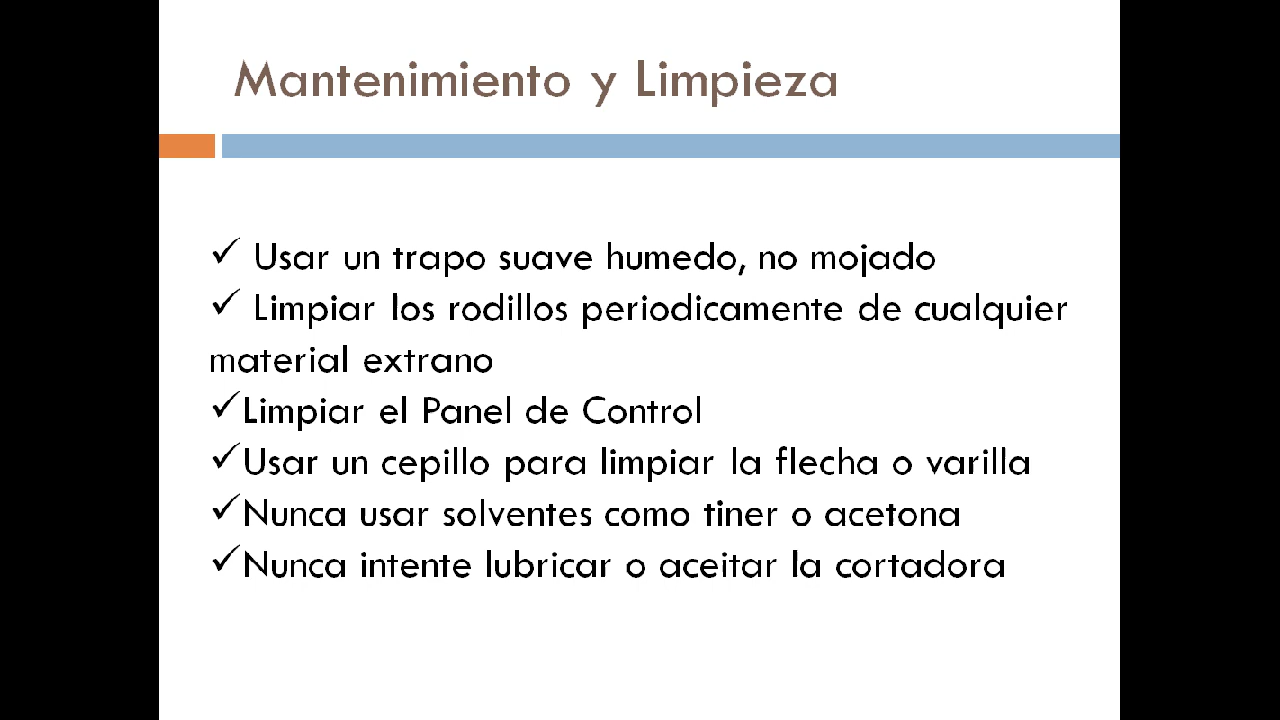 Mantenimiento y Limpieza
✓ Usar un trapo suave humedo, no mojado
✓ Limpiar los rodillos periodicamente de cualquier
material extrano
✓Limpiar el Panel de Control
✓Usar un cepillo para limpiar la flecha o varilla
✓Nunca usar solventes como tiner o acetona
✓Nunca intente lubricar o aceitar la cortadora